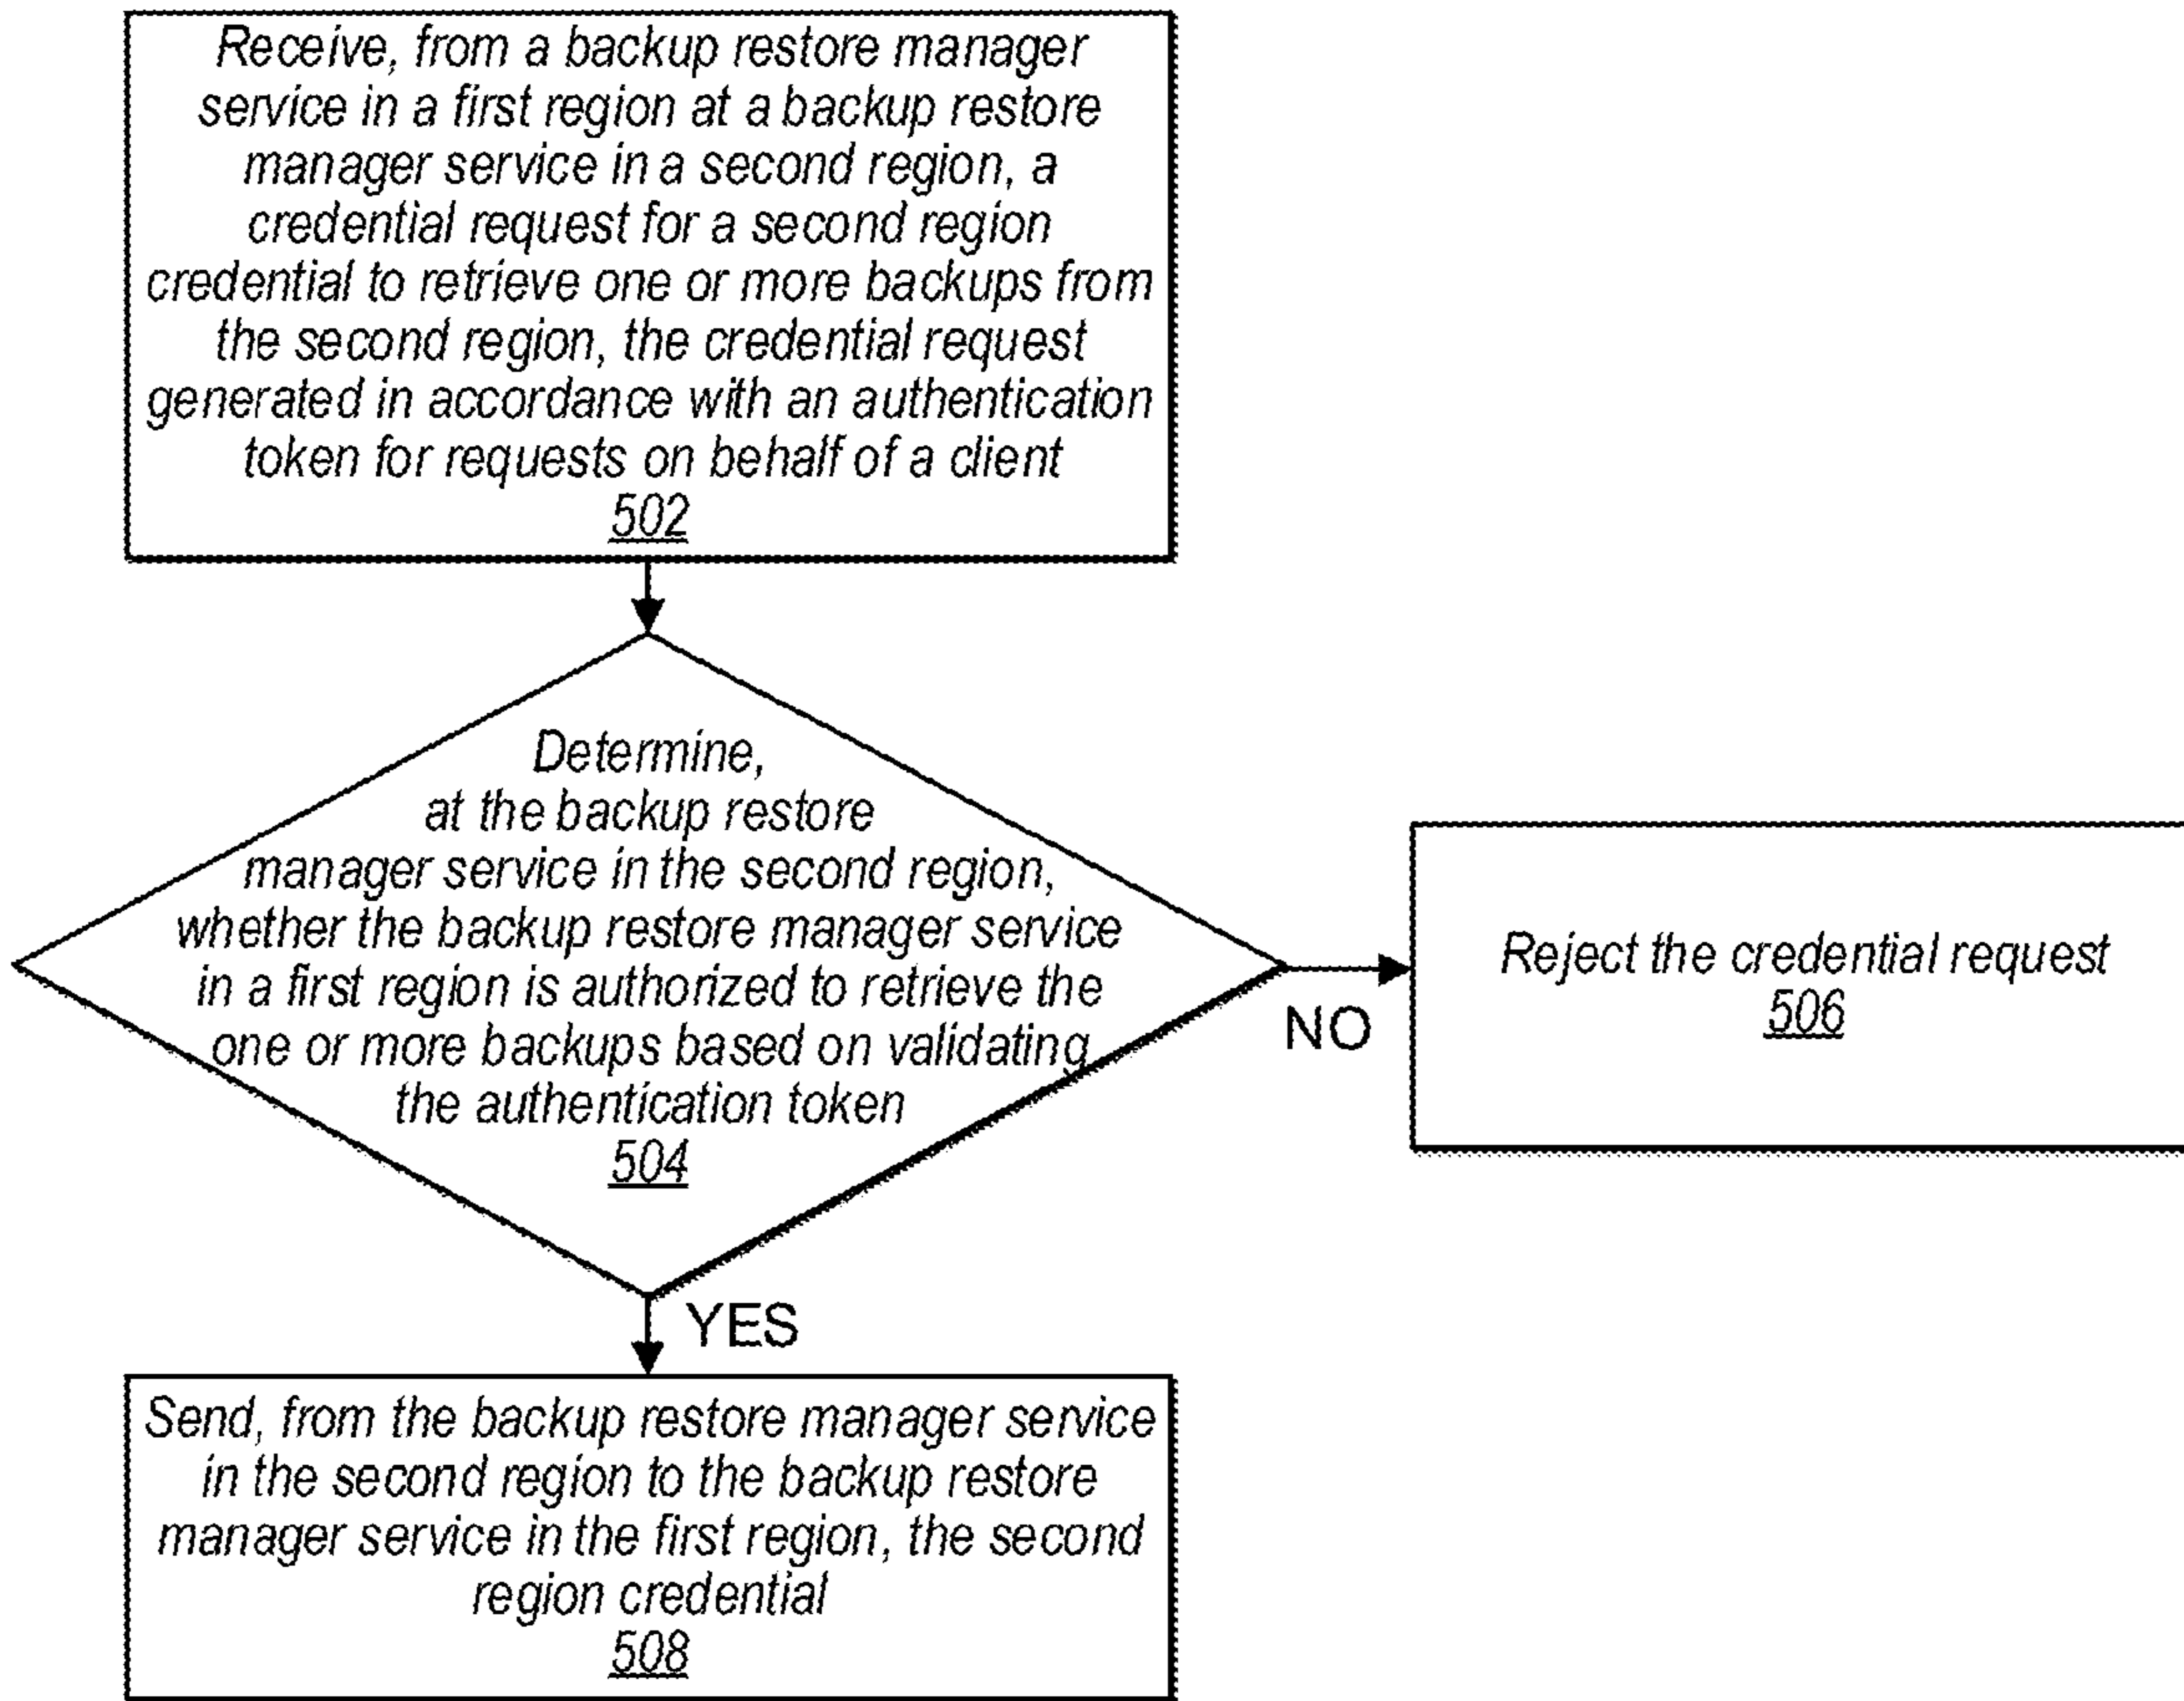 Receive, from a backup restore manager
service in a first region at a backup restore
manager service in a second region, a
credential request for a second region
credential to retrieve one or more backups from
the second region, the credential request
generated in accordance with an authentication
token for requests on behalf of a client
502
Determine,
at the backup restore
manager service in the second region,
whether the backup restore manager service
in a first region is authorized to retrieve the
one or more backups based on validating
the authentication token
504
NO
Reject the credential request
506
YES
Send, from the backup restore manager service
in the second region to the backup restore
manager service in the first region, the second
region credential
508